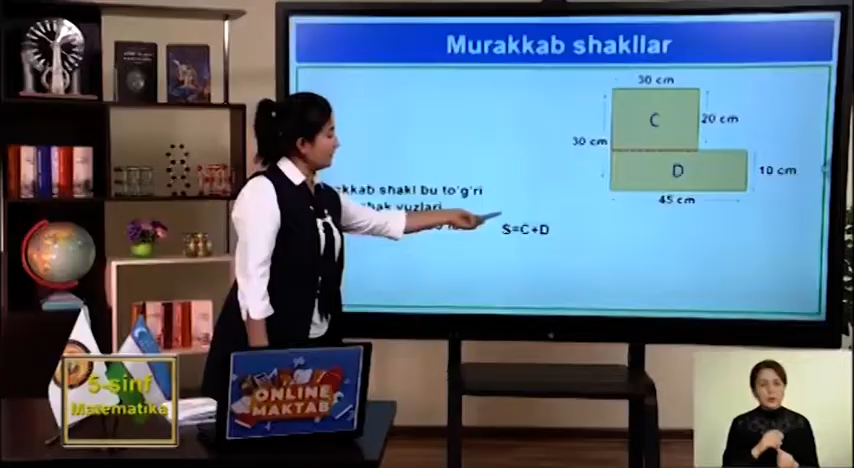 Murakkab shakllar
30 cm
C
20 cm
30 cm
D
10 cm
45 cm
shakl bu to'g'ri
yuzlari
S=C+D
5-sinf
Matematika
ONLINE
MAKTAB